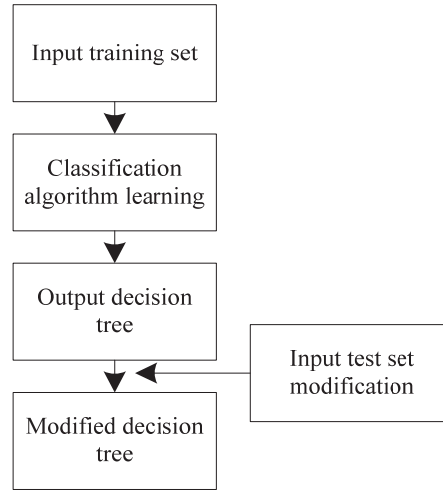 Input training set
Classification
algorithm learning
Output decision
tree
Input test set
modification
Modified decision
tree